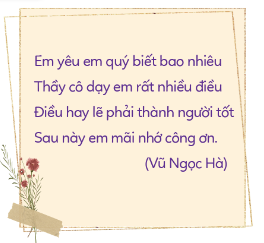 Em yêu em quý biết bao nhiêu
Thầy cô dạy em rất nhiều điều
Điều hay lẽ phải thành người tốt
Sau này em mãi nhớ công ơn.
(Vũ Ngọc Hà)